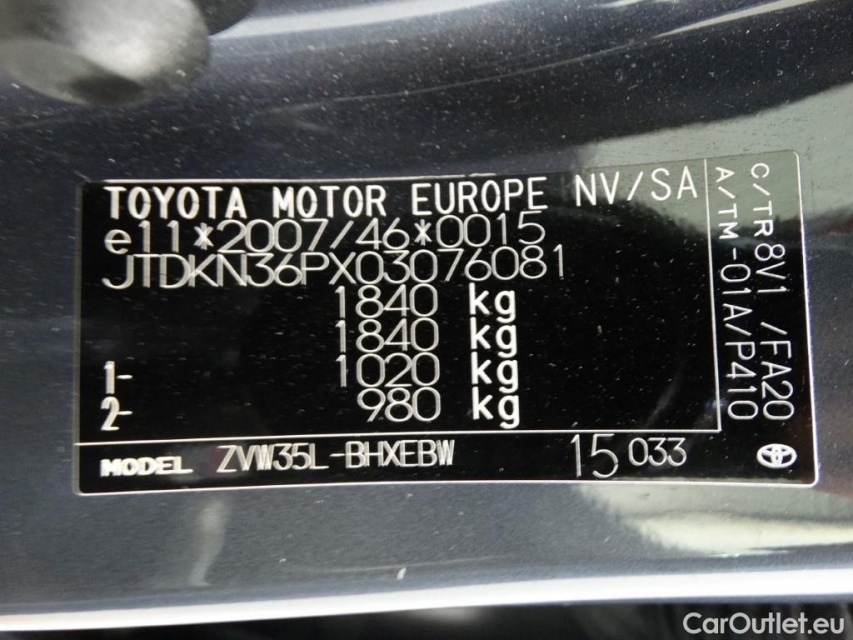 TOYOTA MOTOR EUROPE NV/SA
e11*2007/46*0015
JTDKN36PX03076081
1840 kg
1840 kg
1- 1020 kg
2- 980 kg
MODEL ZVW35L-BHXEBW 15 033
C/TR 8V1 /FA20
A/TM -01A/P410
CarOutlet.eu